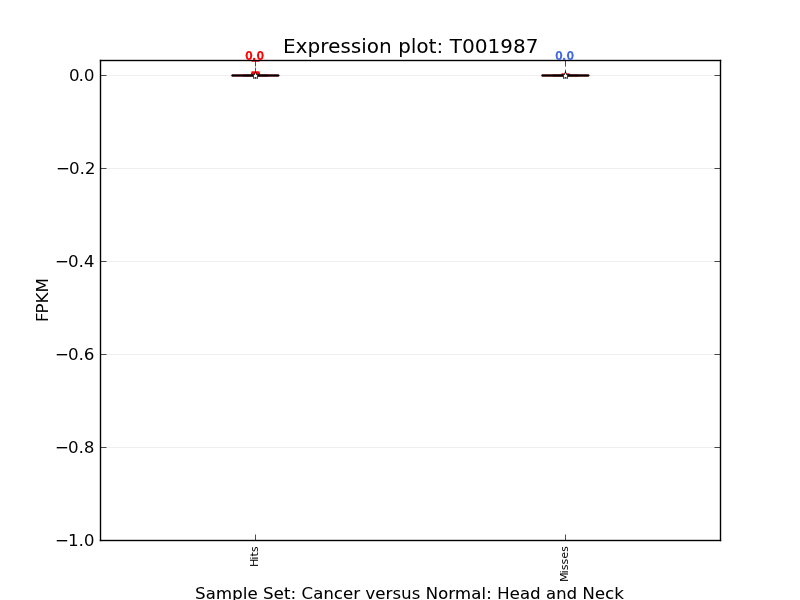 Expression plot: T001987
0.0 0.0
0.0
−0.2
−0.4
−0.6
−0.8
−1.0
FPKM
Hits
Misses
Sample Set: Cancer versus Normal: Head and Neck